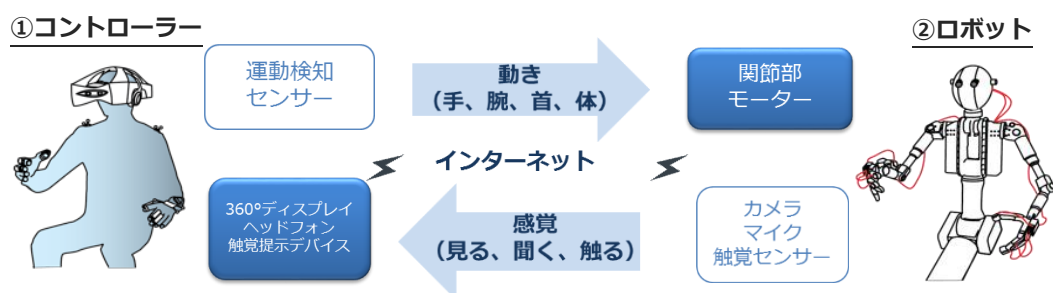 ①コントローラー
②ロボット
運動検知
センサー
動き
(手、腕、首、体)
関節部
モーター
インターネット
360°ディスプレイ
ヘッドフォン
触覚提示デバイス
感覚
(見る、聞く、触る)
カメラ
マイク
触覚センサー